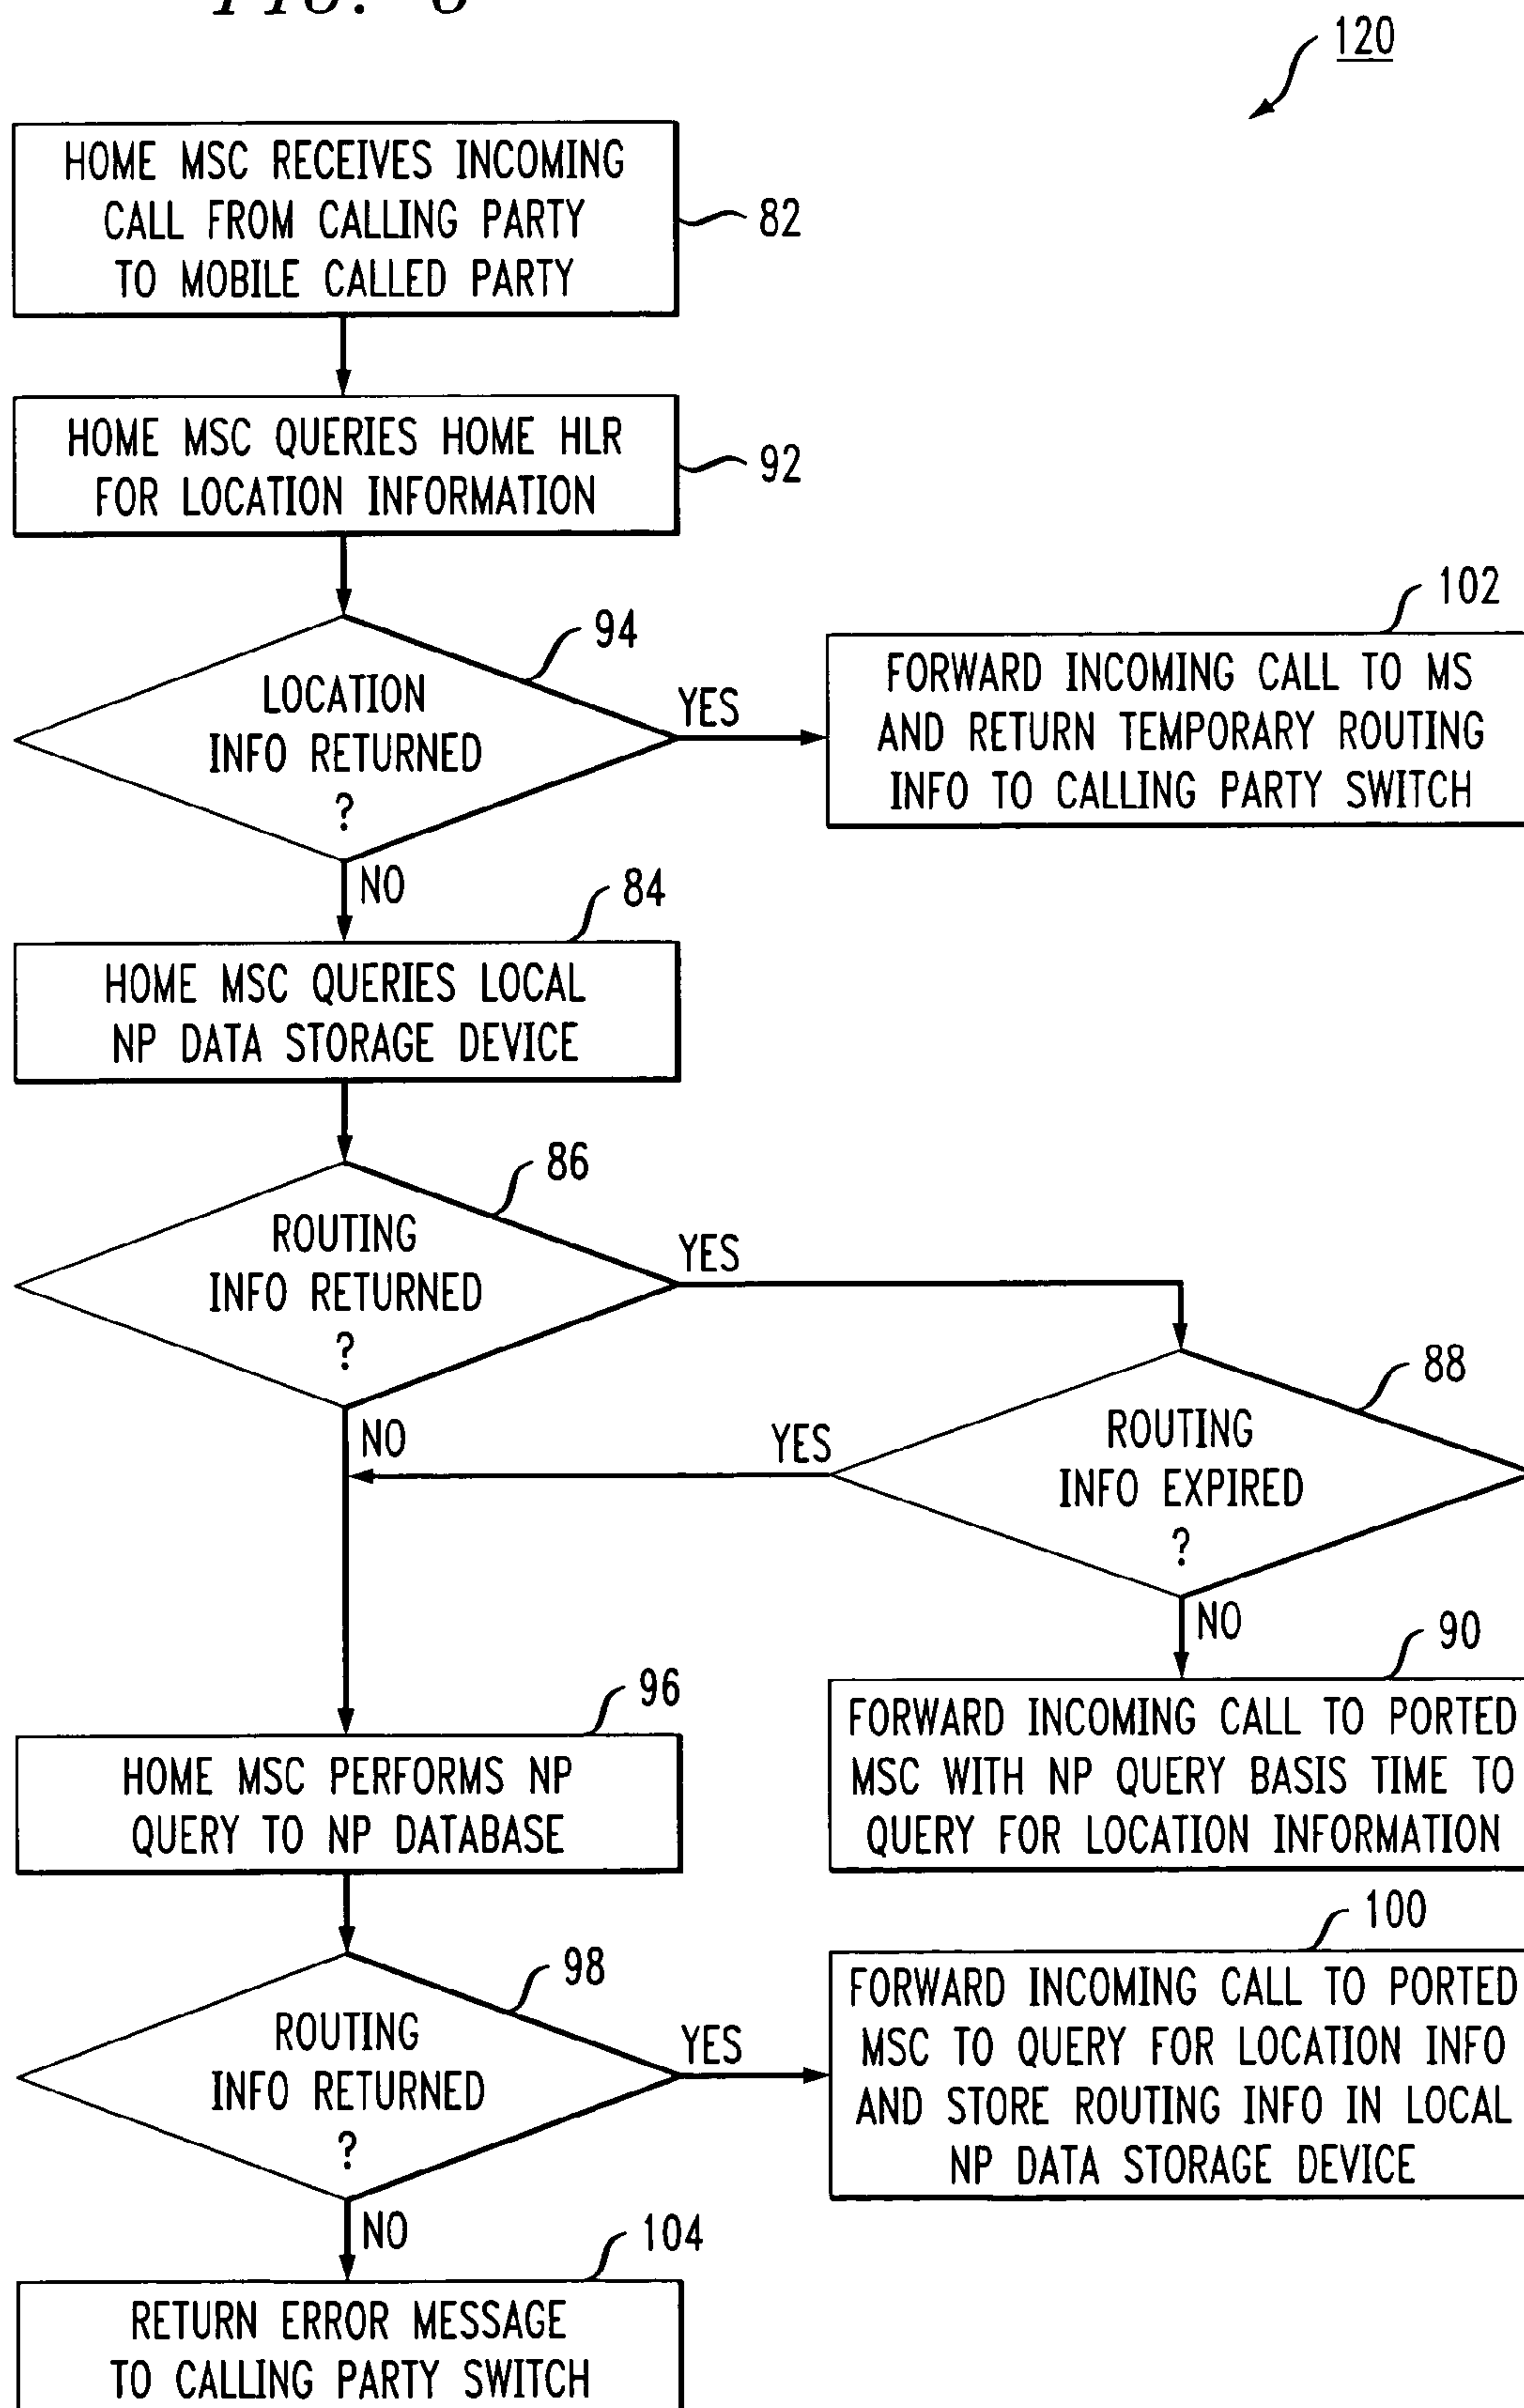 120
HOME MSC RECEIVES INCOMING
CALL FROM CALLING PARTY
TO MOBILE CALLED PARTY
82
HOME MSC QUERIES HOME HLR
FOR LOCATION INFORMATION
92
94
LOCATION
INFO RETURNED
?
YES
NO
102
FORWARD INCOMING CALL TO MS
AND RETURN TEMPORARY ROUTING
INFO TO CALLING PARTY SWITCH
84
HOME MSC QUERIES LOCAL
NP DATA STORAGE DEVICE
86
ROUTING
INFO RETURNED
?
YES
NO
88
ROUTING
INFO EXPIRED
?
YES
NO
90
FORWARD INCOMING CALL TO PORTED
MSC WITH NP QUERY BASIS TIME TO
QUERY FOR LOCATION INFORMATION
96
HOME MSC PERFORMS NP
QUERY TO NP DATABASE
98
ROUTING
INFO RETURNED
?
YES
NO
100
FORWARD INCOMING CALL TO PORTED
MSC TO QUERY FOR LOCATION INFO
AND STORE ROUTING INFO IN LOCAL
NP DATA STORAGE DEVICE
104
RETURN ERROR MESSAGE
TO CALLING PARTY SWITCH